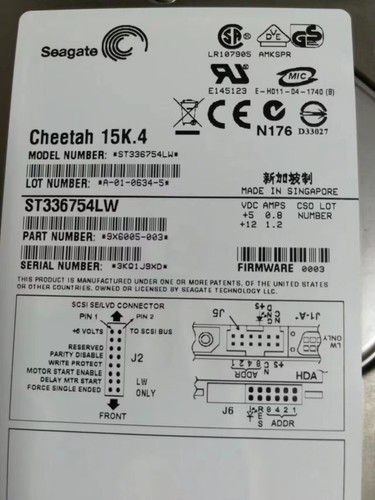 Seagate
LR107905
AMKSPR
E145123
E-H011-04-1740 (B)
MIC
N176
D33027
Cheetah 15K.4
MODEL NUMBER: *ST336754LW*
LOT NUMBER: *A-01-0634-5*
新加坡制
MADE IN SINGAPORE
ST336754LW
VDC AMPS CSO LOT
+5 0.8 NUMBER
+12 1.2
PART NUMBER: *9X6005-003*
SERIAL NUMBER: *3KQ1J9XD*
FIRMWARE 0003
THIS PRODUCT IS MANUFACTURED UNDER ONE OR MORE PATENTS, OF THE UNITED STATES
OR OTHER COUNTRIES. OWNED OR LICENSED BY SEAGATE TECHNOLOGY LLC.
SCSI SE/LVD CONNECTOR
PIN 1
PIN 2
+5 VOLTS
TO SCSI BUS
RESERVED
PARITY DISABLE
WRITE PROTECT
MOTOR START ENABLE
DELAY MTR START
FORCE SINGLE ENDED
J2
LW
ONLY
FRONT
J5
J1-A
LW
ONLY
ADDR
HDA
J6
RES
8 4 2 1
ADDR